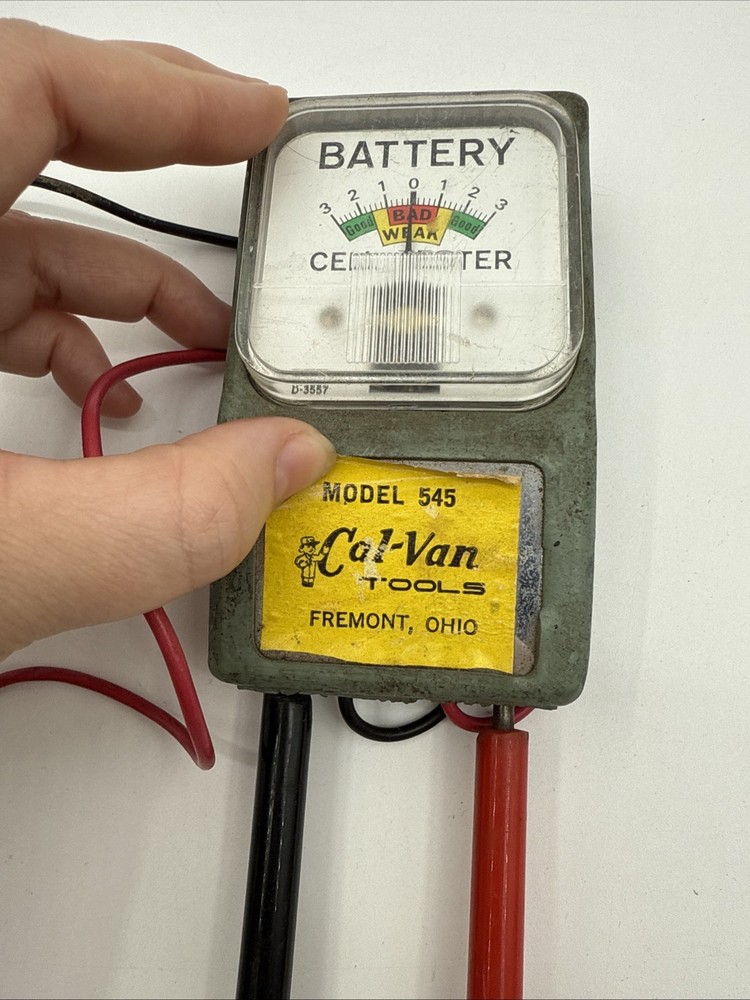 BATTERY
3 2 1 0 1 2 3
Good BAD Good
WEAK
D-3557
MODEL 545
Cal-Van
TOOLS
FREMONT, OHIO